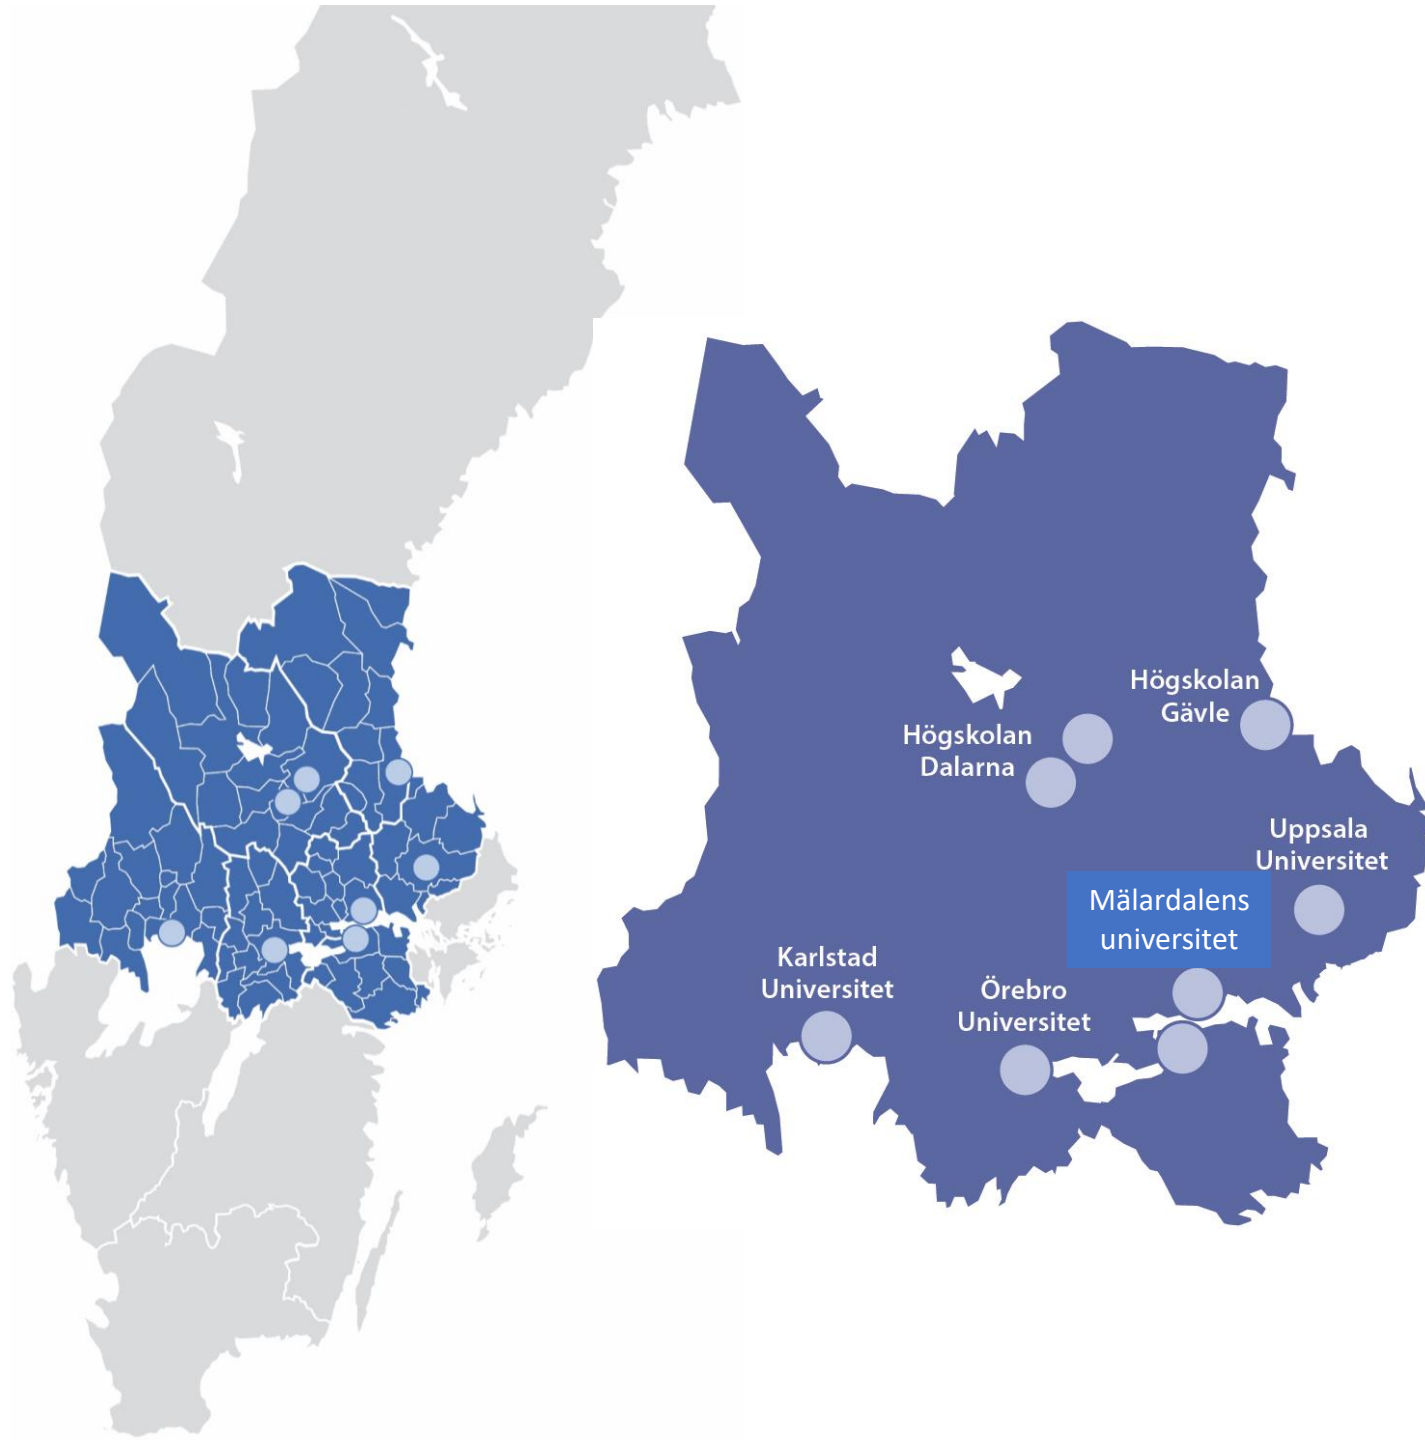 Högskolan
Gävle
Högskolan
Dalarna
Uppsala
Universitet
Mälardalens
universitet
Karlstad
Universitet
Örebro
Universitet